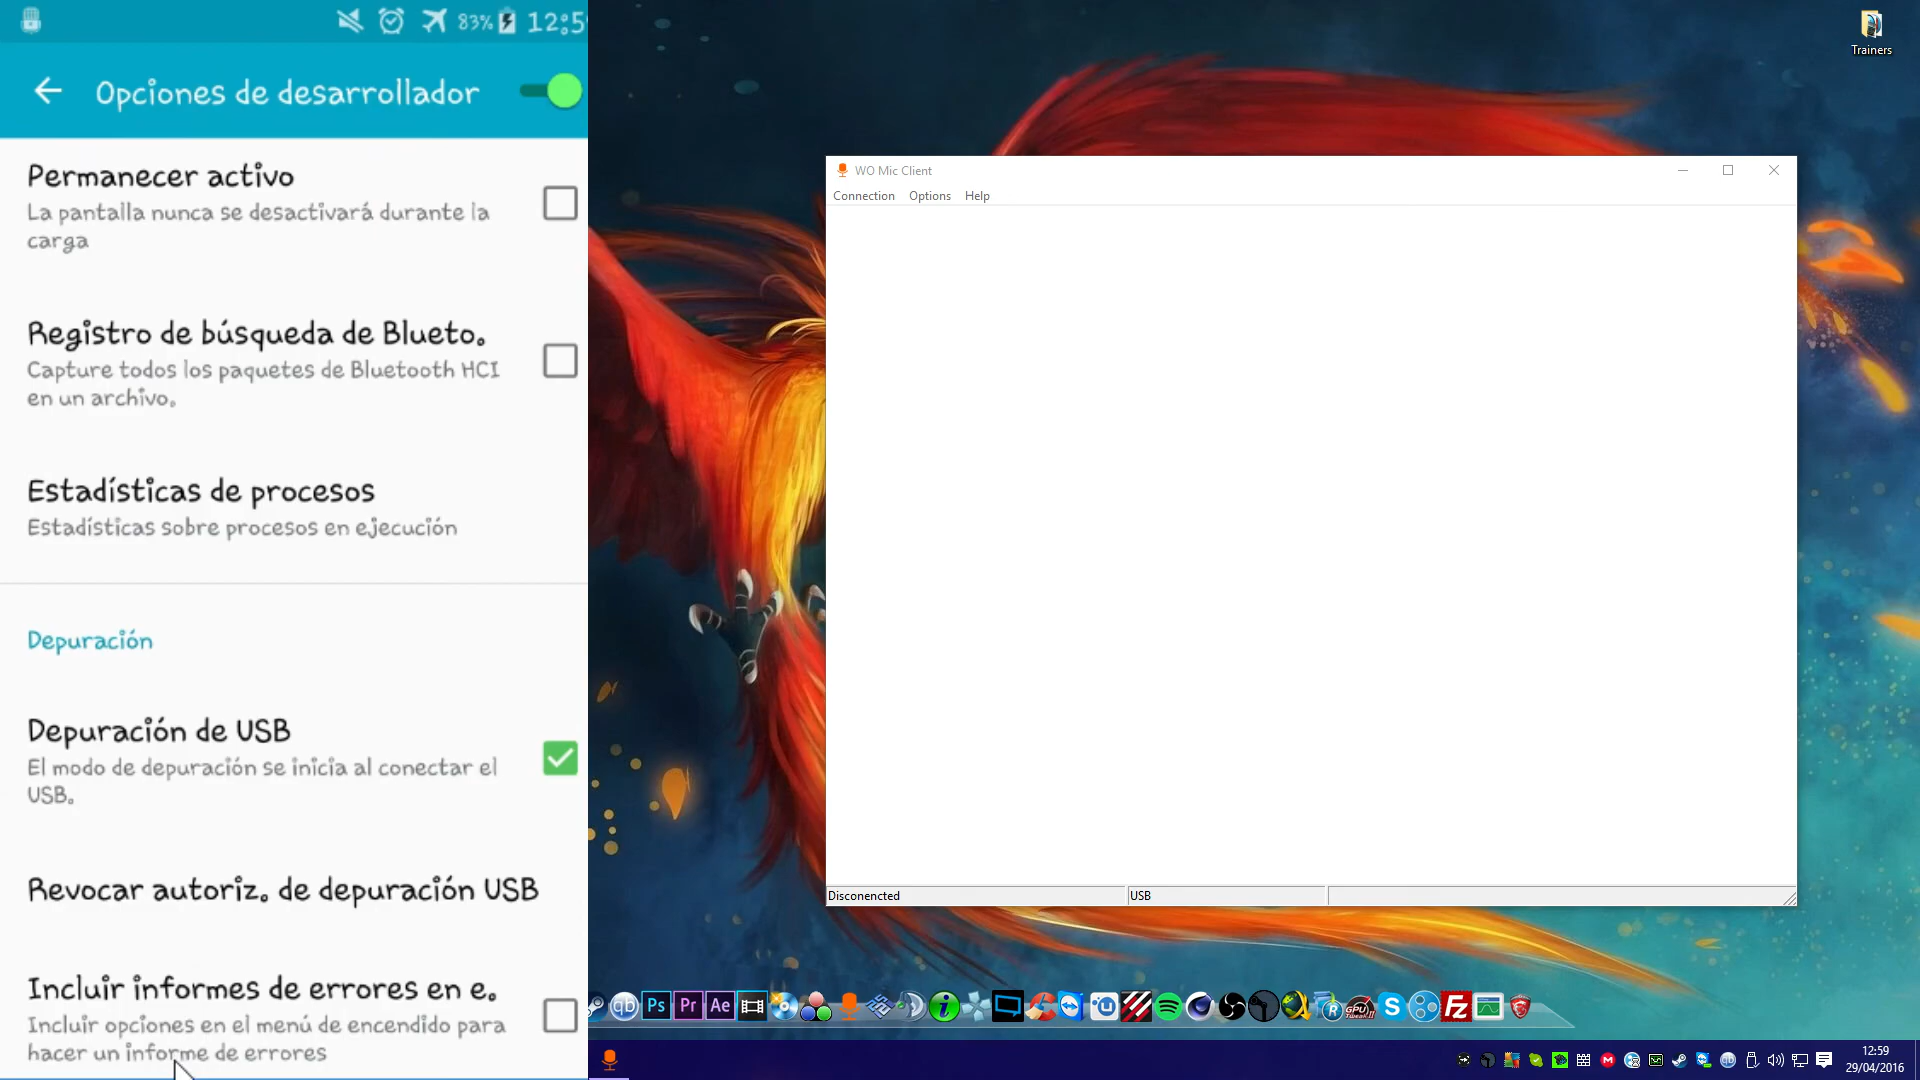 83% 12:5
Opciones de desarrollador
Permanecer activo
La pantalla nunca se desactivará durante la
carga
Registro de búsqueda de Blueto.
Capture todos los paquetes de Bluetooth HCI
en un archivo.
Estadísticas de procesos
Estadísticas sobre procesos en ejecución
Depuración
Depuración de USB
El modo de depuración se inicia al conectar el
USB.
Revocar autoriz. de depuración USB
Incluir informes de errores en e.
Incluir opciones en el menú de encendido para
hacer un informe de errores
Trainers
WO Mic Client
Connection Options Help
Disconencted USB
qb Ps Pr Ae
12:59
29/04/2016